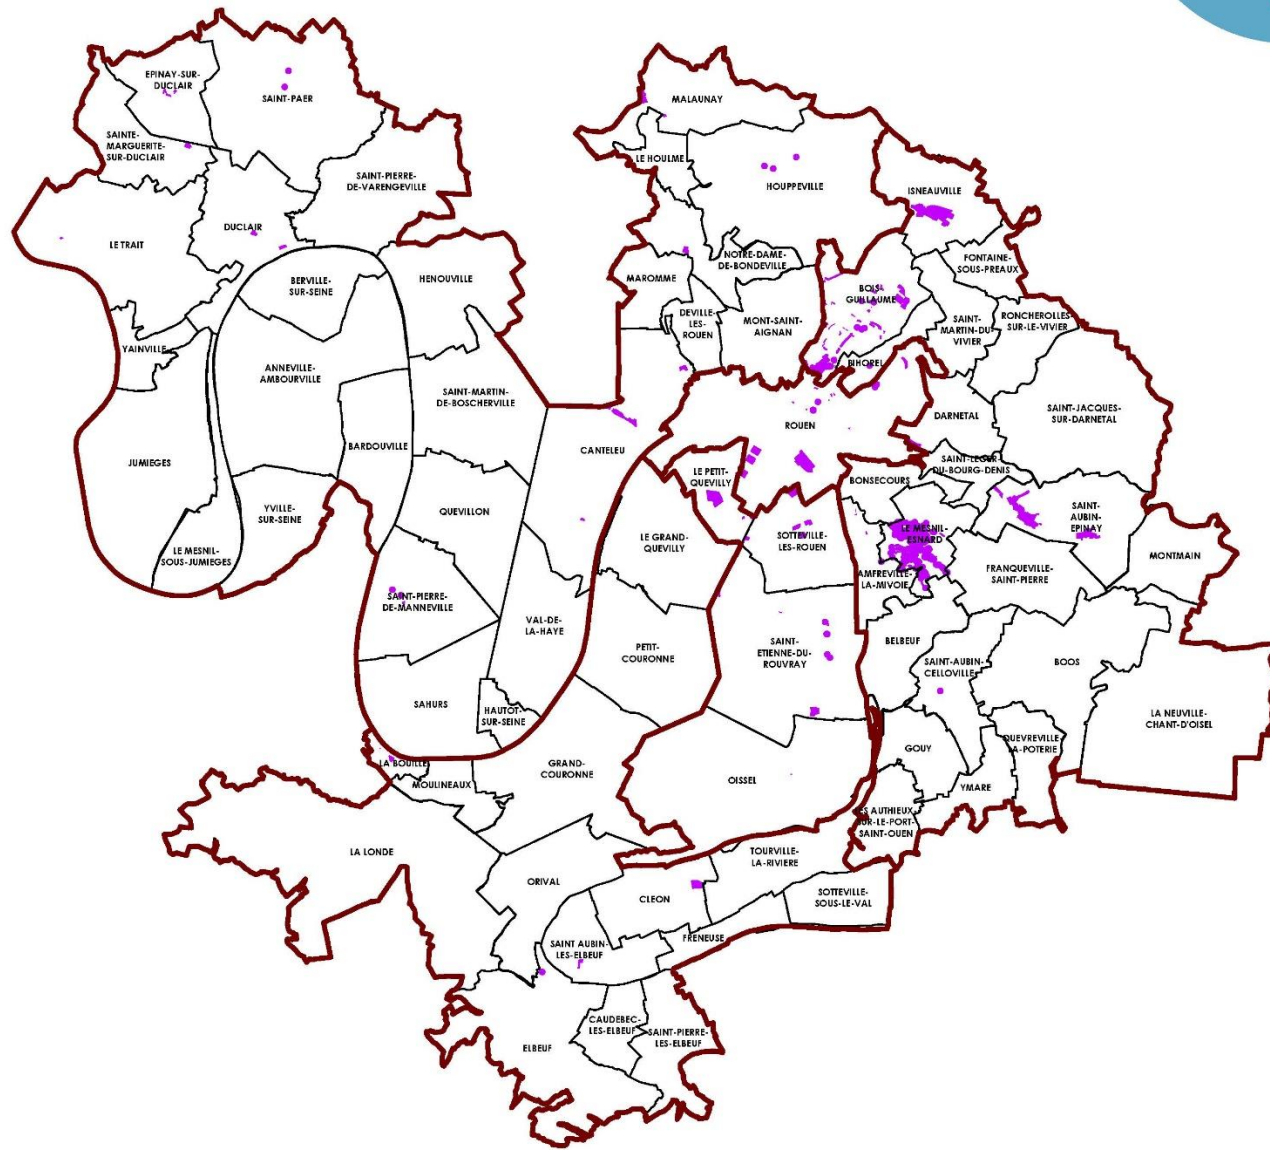 EPINAY-SUR-
DUCLAIR
SAINT-PAER
SAINTE-
MARGUERITE-
SUR-DUCLAIR
SAINT-PIERRE-
DE-VARENGEVILLE
LE TRAIT
DUCLAIR
YAINVILLE
BERVILLE-
SUR-SEINE
HENOUVILLE
ANNEVILLE-
AMBOURVILLE
SAINT-MARTIN-
DE-BOSCHERVILLE
BARDOUVILLE
JUMIEGES
YVILLE-
SUR-SEINE
LE MESNIL-
SOUS-JUMIEGES
QUEVILLON
SAINT-PIERRE-
DE-MANNEVILLE
SAHURS
HAUTOT-
SUR-SEINE
VAL-DE-
LA-HAYE
CANTELEU
MALAUNAY
LE HOULME
HOUPPEVILLE
ISNEAUVILLE
NOTRE-DAME-
DE-BONDEVILLE
MAROMME
DEVILLE-
LES-
ROUEN
MONT-SAINT-
AIGNAN
BOIS-
GUILLAUME
BIHOREL
FONTAINE-
SOUS-PREAUX
SAINT-
MARTIN-DU-
VIVIER
RONCHEROLLES-
SUR-LE-VIVIER
SAINT-JACQUES-
SUR-DARNETAL
DARNETAL
ROUEN
LE PETIT-
QUEVILLY
SAINT-LEGER-
DU-BOURG-DENIS
BONSECOURS
SAINT-
AUBIN-
EPINAY
LE MESNIL-
ESNARD
MONTMAIN
FRANQUEVILLE-
SAINT-PIERRE
AMFREVILLE-
LA-MIVOIE
LE GRAND-
QUEVILLY
SOTTEVILLE-
LES-ROUEN
PETIT-
COURONNE
SAINT-
ETIENNE-DU-
ROUVRAY
BELBEUF
SAINT-AUBIN-
CELLOVILLE
BOOS
LA NEUVILLE-
CHANT-D'OISEL
GOUY
QUEVREVILLE-
LA-POTERIE
YMARE
LES AUTHIEUX-
SUR-LE-PORT-
SAINT-OUEN
LA BOUILLE
MOULINEAUX
GRAND-
COURONNE
OISSEL
LA LONDE
ORIVAL
TOURVILLE-
LA-RIVIERE
CLEON
SOTTEVILLE-
SOUS-LE-VAL
FRENEUSE
SAINT AUBIN-
LES-ELBEUF
CAUDEBEC-
LES-ELBEUF
SAINT-PIERRE-
LES-ELBEUF
ELBEUF